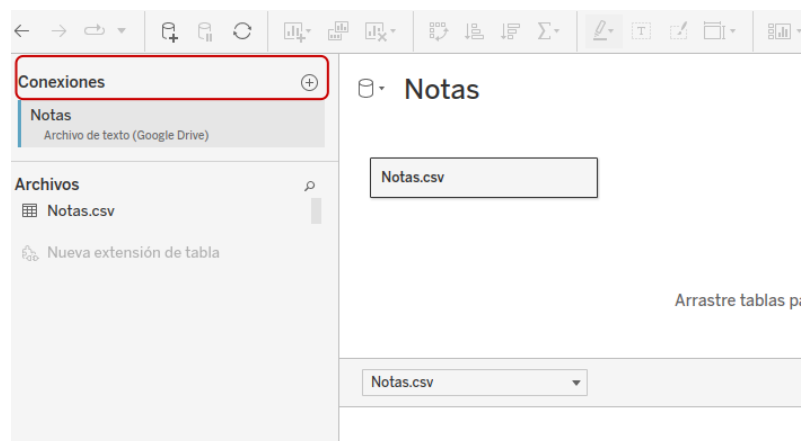 Conexiones
Notas
Archivo de texto (Google Drive)
Archivos
Notas.csv
Nueva extensión de tabla
Notas
Notas.csv
Arrastre tablas
Notas.csv